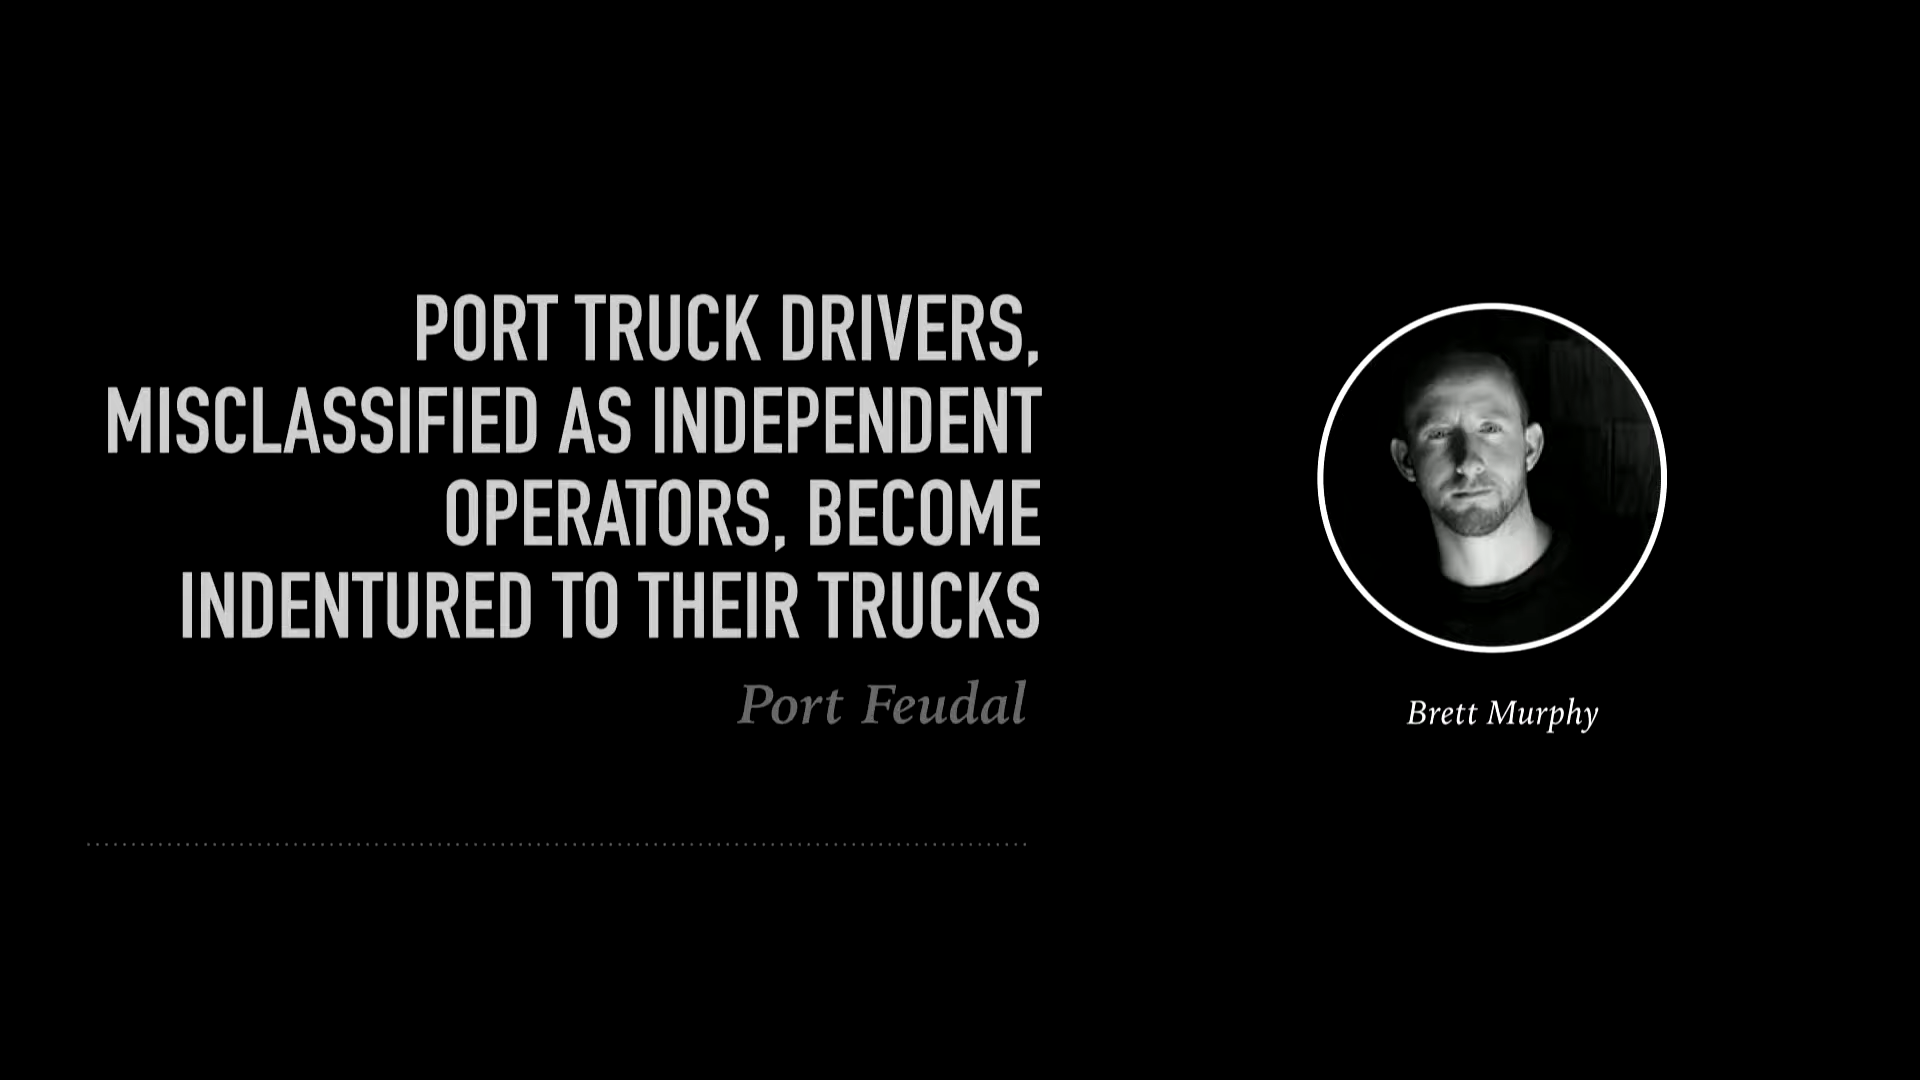 PORT TRUCK DRIVERS,
MISCLASSIFIED AS INDEPENDENT
OPERATORS, BECOME
INDENTURED TO THEIR TRUCKS
Port Feudal
Brett Murphy